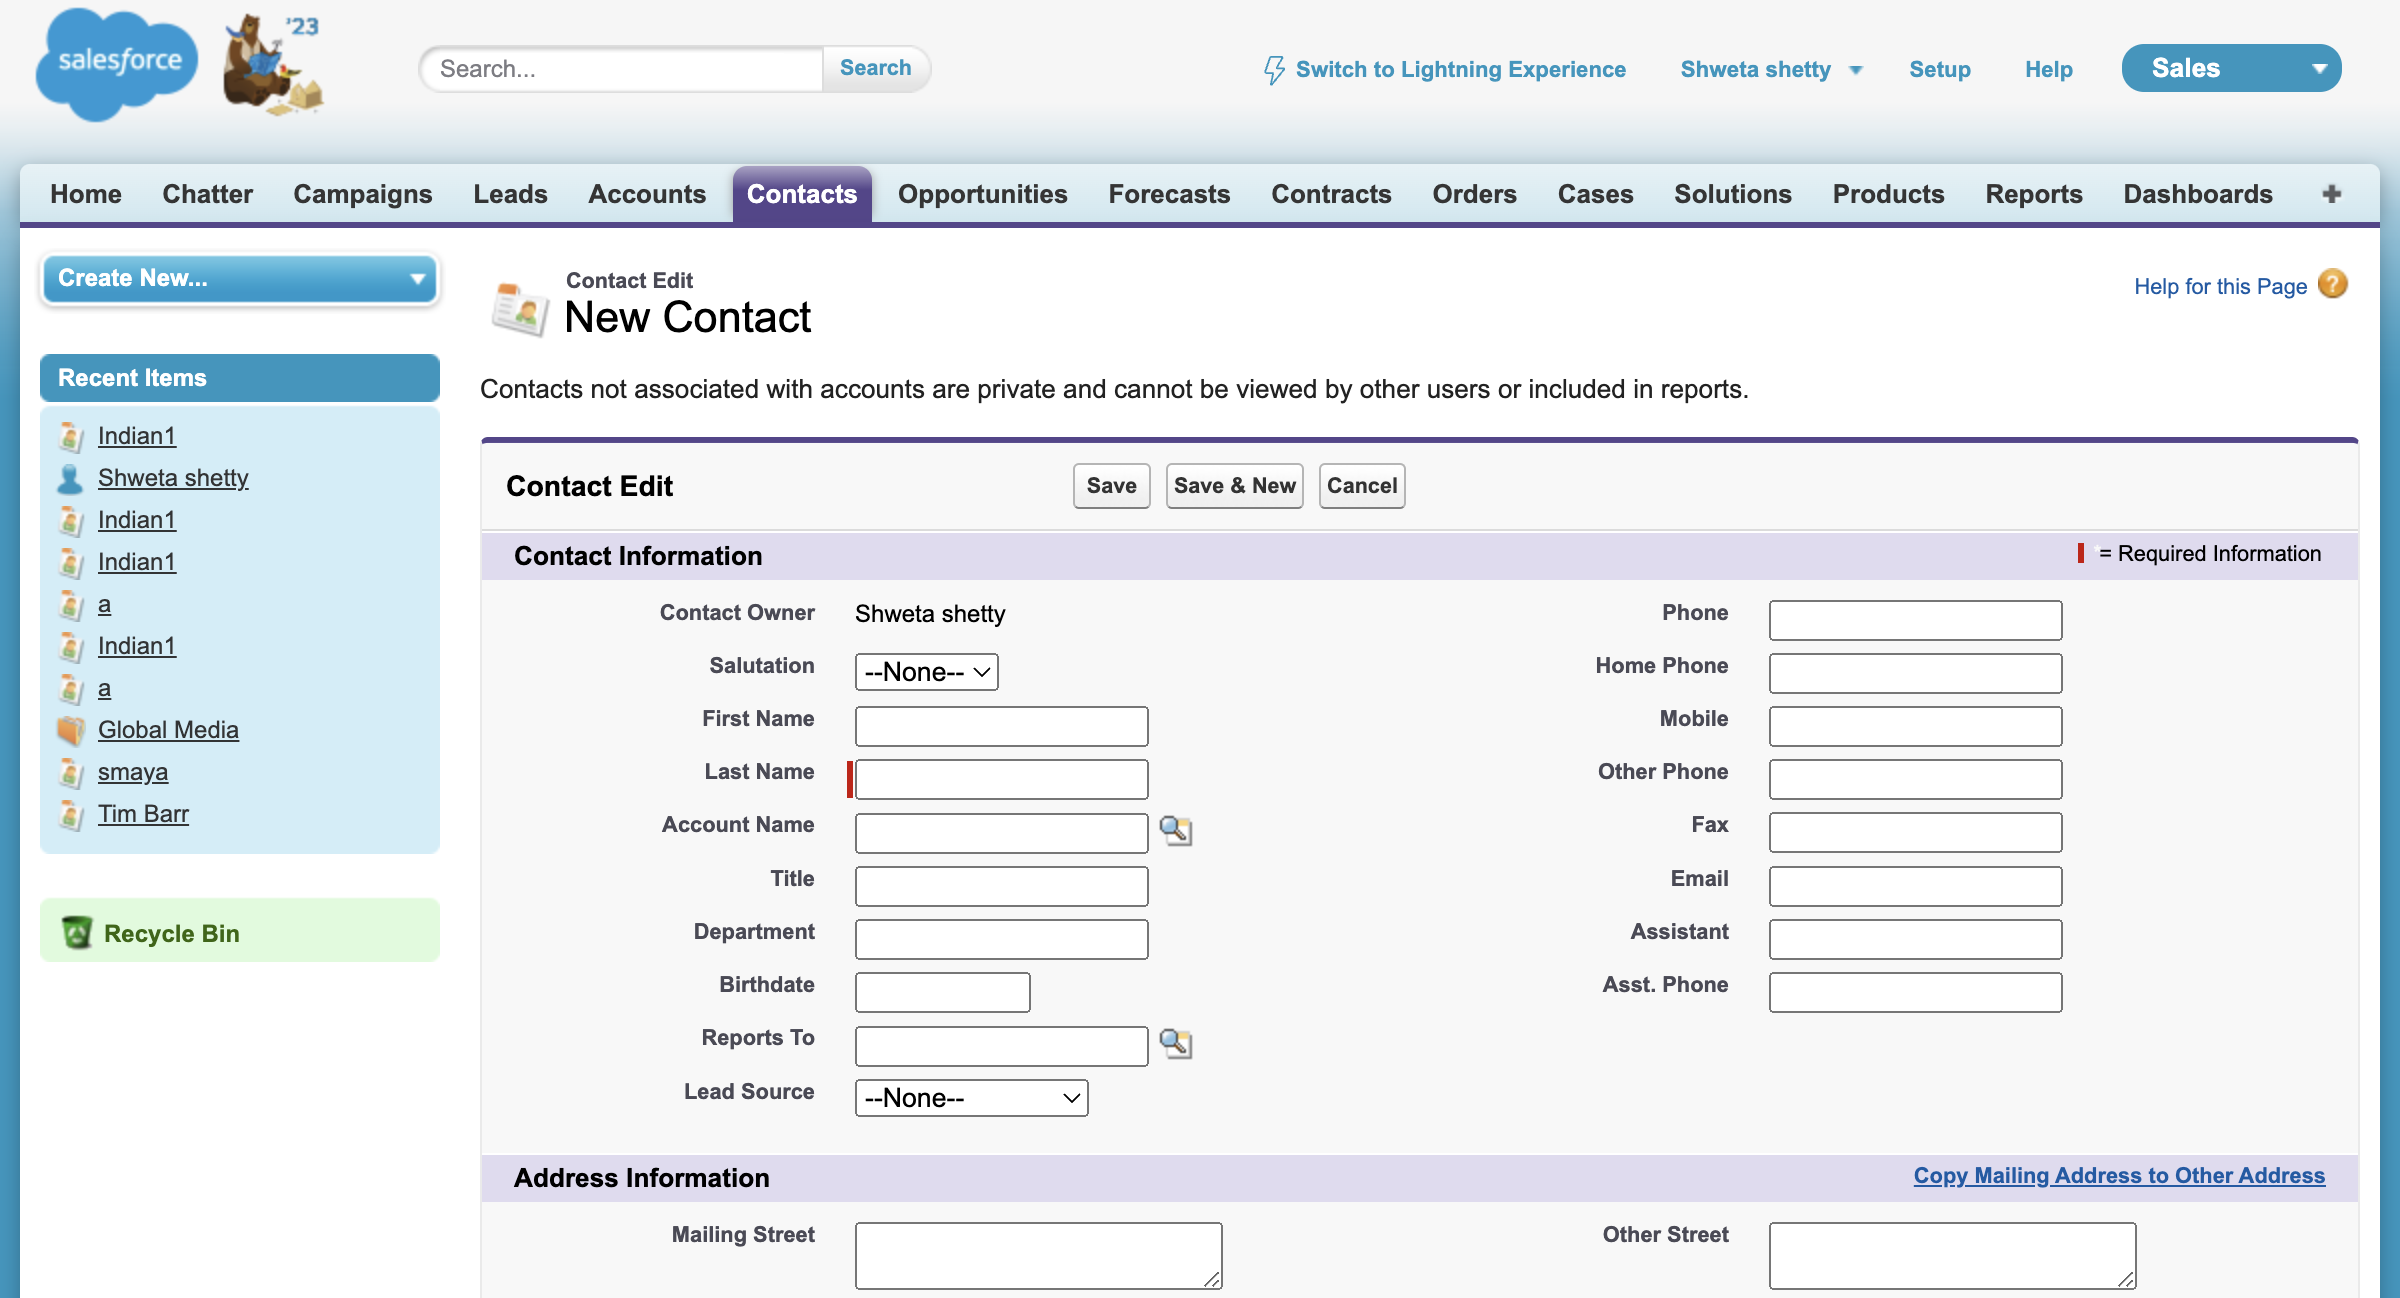 salesforce
'23
Search...
Search
Switch to Lightning Experience
Shweta shetty
Setup
Help
Sales
Home
Chatter
Campaigns
Leads
Accounts
Contacts
Opportunities
Forecasts
Contracts
Orders
Cases
Solutions
Products
Reports
Dashboards
+
Create New...
Recent Items
Indian1
Shweta shetty
Indian1
Indian1
a
Indian1
a
Global Media
smaya
Tim Barr
Recycle Bin
Contact Edit
New Contact
Help for this Page ?
Contacts not associated with accounts are private and cannot be viewed by other users or included in reports.
Contact Edit
Save
Save & New
Cancel
Contact Information
= Required Information
Contact Owner
Shweta shetty
Phone
Salutation
--None--
Home Phone
First Name
Mobile
Last Name
Other Phone
Account Name
Fax
Title
Email
Department
Assistant
Birthdate
Asst. Phone
Reports To
Lead Source
--None--
Address Information
Copy Mailing Address to Other Address
Mailing Street
Other Street